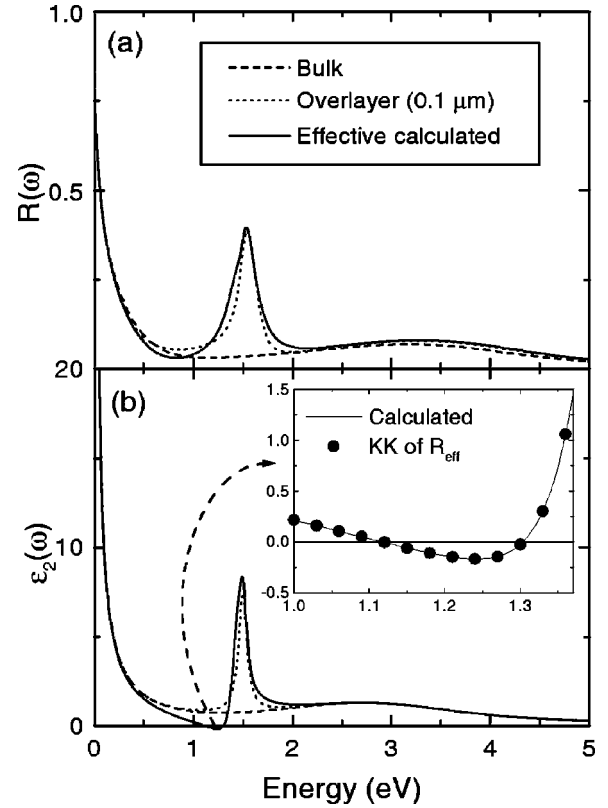 1.0
(a)
Bulk
Overlayer (0.1 μm)
Effective calculated
R(ω)
0.5
20
(b)
1.5
Calculated
KK of R_eff
1.0
0.5
0.0
-0.5
1.0 1.1 1.2 1.3
ε₂(ω)
10
0
0 1 2 3 4 5
Energy (eV)